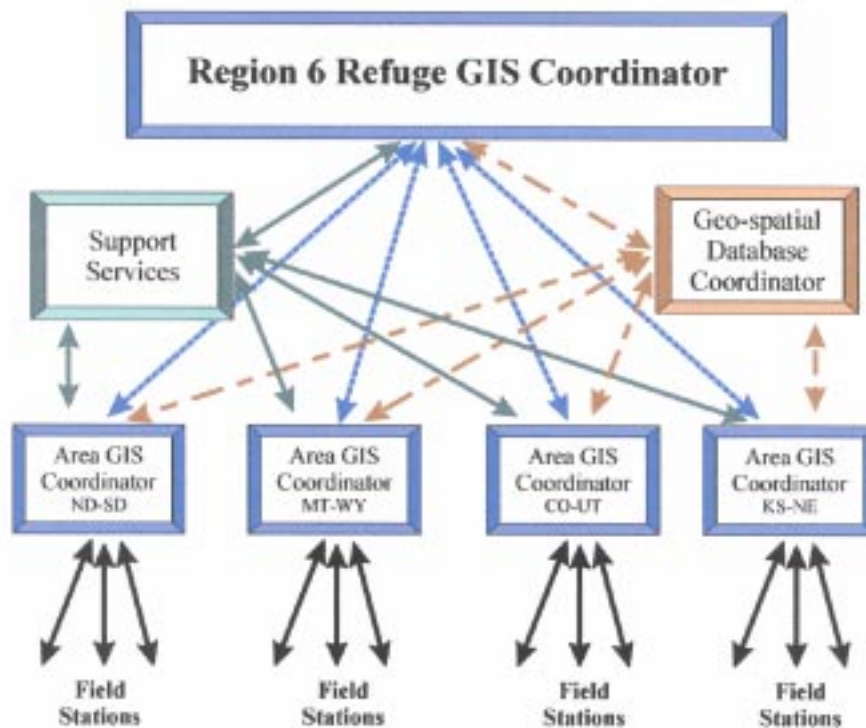 Region 6 Refuge GIS Coordinator
Support
Services
Geo-spatial
Database
Coordinator
Area GIS
Coordinator
ND-SD
Area GIS
Coordinator
MT-WY
Area GIS
Coordinator
CO-UT
Area GIS
Coordinator
KS-NE
Field
Stations
Field
Stations
Field
Stations
Field
Stations